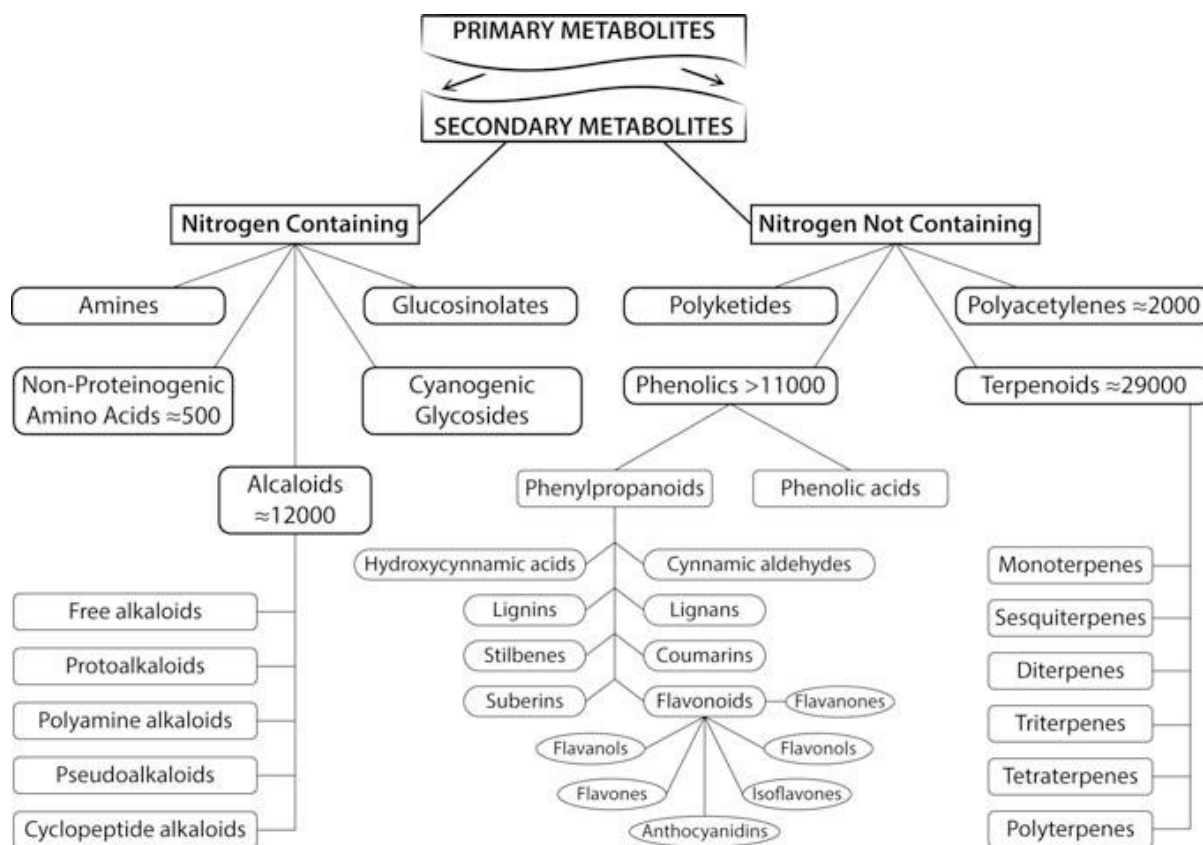 PRIMARY METABOLITES
SECONDARY METABOLITES
Nitrogen Containing
Nitrogen Not Containing
Amines
Glucosinolates
Polyketides
Polyacetylenes ≈2000
Non-Proteinogenic
Amino Acids ≈500
Cyanogenic
Glycosides
Phenolics >11000
Terpenoids ≈29000
Alcaloids
≈12000
Phenylpropanoids
Phenolic acids
Hydroxycynnamic acids
Cynnamic aldehydes
Monoterpenes
Free alkaloids
Lignins
Lignans
Sesquiterpenes
Protoalkaloids
Stilbenes
Coumarins
Diterpenes
Polyamine alkaloids
Suberins
Flavonoids
Flavanones
Triterpenes
Flavanols
Flavonols
Pseudoalkaloids
Flavones
Isoflavones
Tetraterpenes
Cyclopeptide alkaloids
Anthocyanidins
Polyterpenes